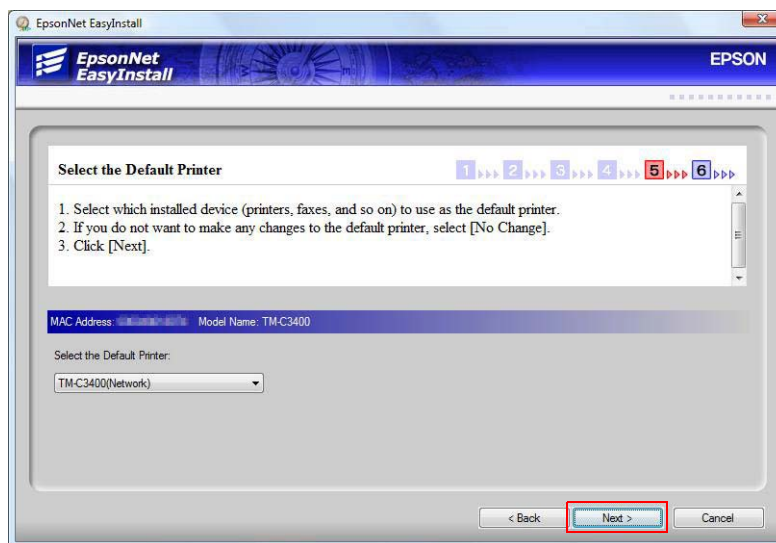 EpsonNet EasyInstall
EpsonNet
EasyInstall
EPSON
Select the Default Printer
1 2 3 4 5 6
1. Select which installed device (printers, faxes, and so on) to use as the default printer.
2. If you do not want to make any changes to the default printer, select [No Change].
3. Click [Next].
MAC Address: Model Name: TM-C3400
Select the Default Printer:
TM-C3400(Network)
< Back Next > Cancel